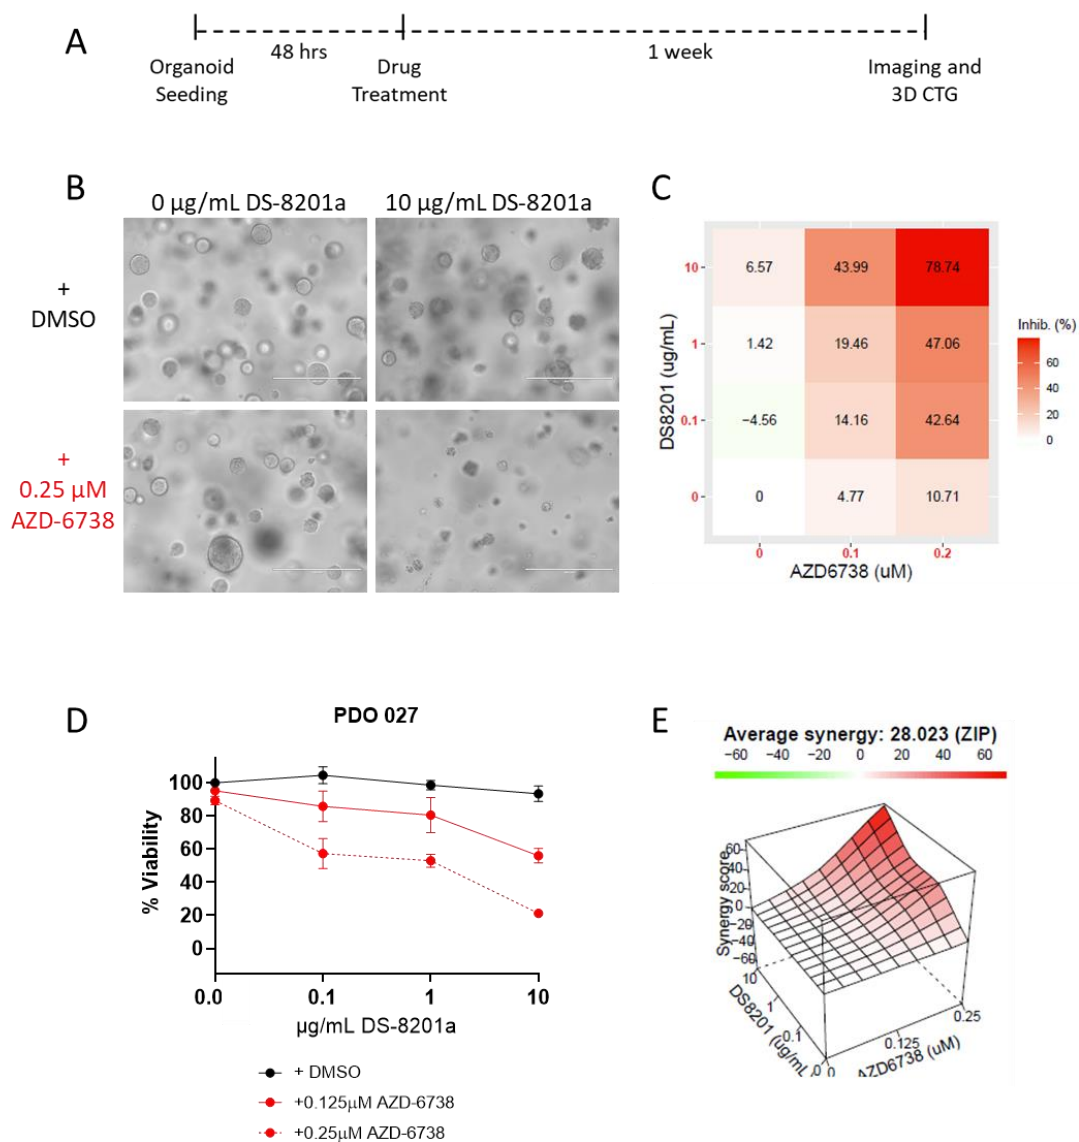 A
48 hrs
1 week
Organoid
Seeding
Drug
Treatment
Imaging and
3D CTG
B
0 µg/mL DS-8201a
10 µg/mL DS-8201a
+
DMSO
+
0.25 µM
AZD-6738
C
10
6.57
43.99
78.74
1
1.42
19.46
47.06
0.1
−4.56
14.16
42.64
0
0
4.77
10.71
0
0.1
0.2
DS8201 (ug/mL)
AZD6738 (uM)
Inhib. (%)
60
40
20
0
D
PDO 027
100
80
60
40
20
0
% Viability
0.0
0.1
1
10
µg/mL DS-8201a
+ DMSO
+0.125µM AZD-6738
+0.25µM AZD-6738
E
Average synergy: 28.023 (ZIP)
−60
−40
−20
0
20
40
60
Synergy score
60
40
20
0
−20
−40
−60
10
1
0.1
0
DS8201 (ug/mL
0
0.125
0.25
AZD6738 (uM)